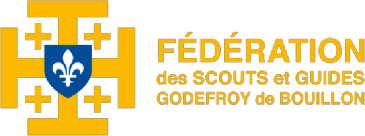 FÉDÉRATION
des SCOUTS et GUIDES
GODEFROY de BOUILLON